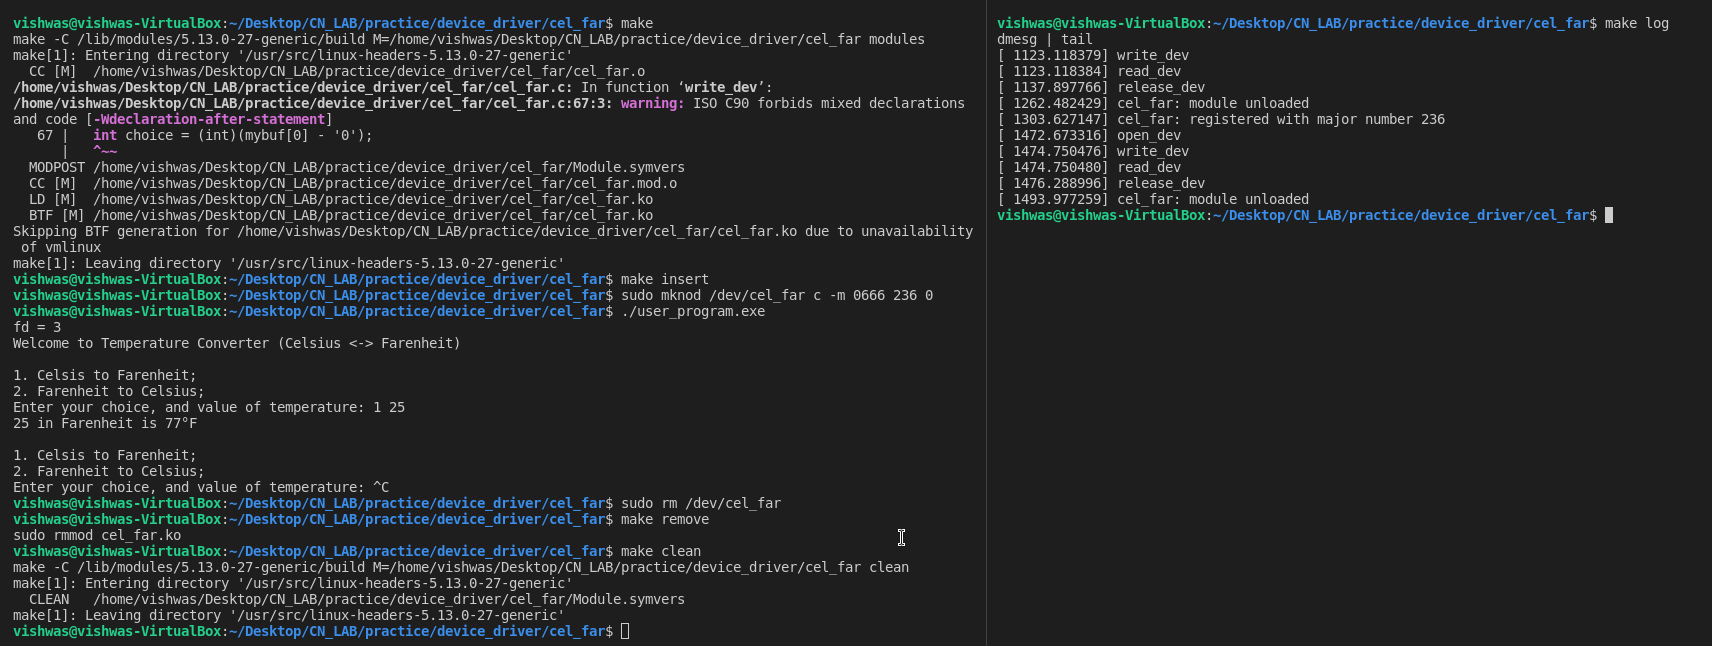 vishwas@vishwas-VirtualBox:~/Desktop/CN_LAB/practice/device_driver/cel_far$ make
make -C /lib/modules/5.13.0-27-generic/build M=/home/vishwas/Desktop/CN_LAB/practice/device_driver/cel_far modules
make[1]: Entering directory '/usr/src/linux-headers-5.13.0-27-generic'
  CC [M]  /home/vishwas/Desktop/CN_LAB/practice/device_driver/cel_far/cel_far.o
/home/vishwas/Desktop/CN_LAB/practice/device_driver/cel_far/cel_far.c: In function ‘write_dev’:
/home/vishwas/Desktop/CN_LAB/practice/device_driver/cel_far/cel_far.c:67:3: warning: ISO C90 forbids mixed declarations
and code [-Wdeclaration-after-statement]
   67 |   int choice = (int)(mybuf[0] - '0');
      |   ^~~
  MODPOST /home/vishwas/Desktop/CN_LAB/practice/device_driver/cel_far/Module.symvers
  CC [M]  /home/vishwas/Desktop/CN_LAB/practice/device_driver/cel_far/cel_far.mod.o
  LD [M]  /home/vishwas/Desktop/CN_LAB/practice/device_driver/cel_far/cel_far.ko
  BTF [M] /home/vishwas/Desktop/CN_LAB/practice/device_driver/cel_far/cel_far.ko
Skipping BTF generation for /home/vishwas/Desktop/CN_LAB/practice/device_driver/cel_far/cel_far.ko due to unavailability
 of vmlinux
make[1]: Leaving directory '/usr/src/linux-headers-5.13.0-27-generic'
vishwas@vishwas-VirtualBox:~/Desktop/CN_LAB/practice/device_driver/cel_far$ make insert
vishwas@vishwas-VirtualBox:~/Desktop/CN_LAB/practice/device_driver/cel_far$ sudo mknod /dev/cel_far c -m 0666 236 0
vishwas@vishwas-VirtualBox:~/Desktop/CN_LAB/practice/device_driver/cel_far$ ./user_program.exe
fd = 3
Welcome to Temperature Converter (Celsius <-> Farenheit)

1. Celsis to Farenheit;
2. Farenheit to Celsius;
Enter your choice, and value of temperature: 1 25
25 in Farenheit is 77°F

1. Celsis to Farenheit;
2. Farenheit to Celsius;
Enter your choice, and value of temperature: ^C
vishwas@vishwas-VirtualBox:~/Desktop/CN_LAB/practice/device_driver/cel_far$ sudo rm /dev/cel_far
vishwas@vishwas-VirtualBox:~/Desktop/CN_LAB/practice/device_driver/cel_far$ make remove
sudo rmmod cel_far.ko
vishwas@vishwas-VirtualBox:~/Desktop/CN_LAB/practice/device_driver/cel_far$ make clean
make -C /lib/modules/5.13.0-27-generic/build M=/home/vishwas/Desktop/CN_LAB/practice/device_driver/cel_far clean
make[1]: Entering directory '/usr/src/linux-headers-5.13.0-27-generic'
  CLEAN   /home/vishwas/Desktop/CN_LAB/practice/device_driver/cel_far/Module.symvers
make[1]: Leaving directory '/usr/src/linux-headers-5.13.0-27-generic'
vishwas@vishwas-VirtualBox:~/Desktop/CN_LAB/practice/device_driver/cel_far$
vishwas@vishwas-VirtualBox:~/Desktop/CN_LAB/practice/device_driver/cel_far$ make log
dmesg | tail
[ 1123.118379] write_dev
[ 1123.118384] read_dev
[ 1137.897766] release_dev
[ 1262.482429] cel_far: module unloaded
[ 1303.627147] cel_far: registered with major number 236
[ 1472.673316] open_dev
[ 1474.750476] write_dev
[ 1474.750480] read_dev
[ 1476.288996] release_dev
[ 1493.977259] cel_far: module unloaded
vishwas@vishwas-VirtualBox:~/Desktop/CN_LAB/practice/device_driver/cel_far$